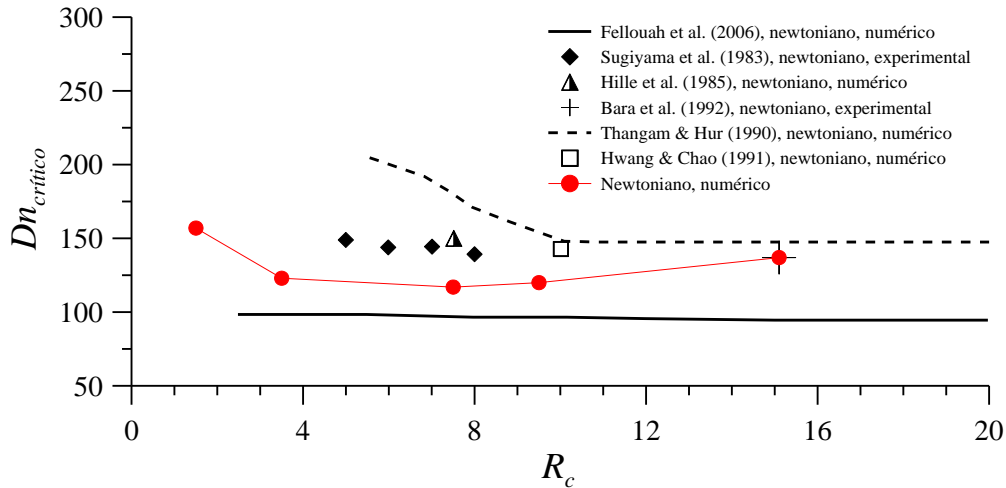 300
250
200
150
100
50
Dn_crítico
0
4
8
12
16
20
R_c
Fellouah et al. (2006), newtoniano, numérico
Sugiyama et al. (1983), newtoniano, experimental
Hille et al. (1985), newtoniano, numérico
Bara et al. (1992), newtoniano, experimental
Thangam & Hur (1990), newtoniano, numérico
Hwang & Chao (1991), newtoniano, numérico
Newtoniano, numérico